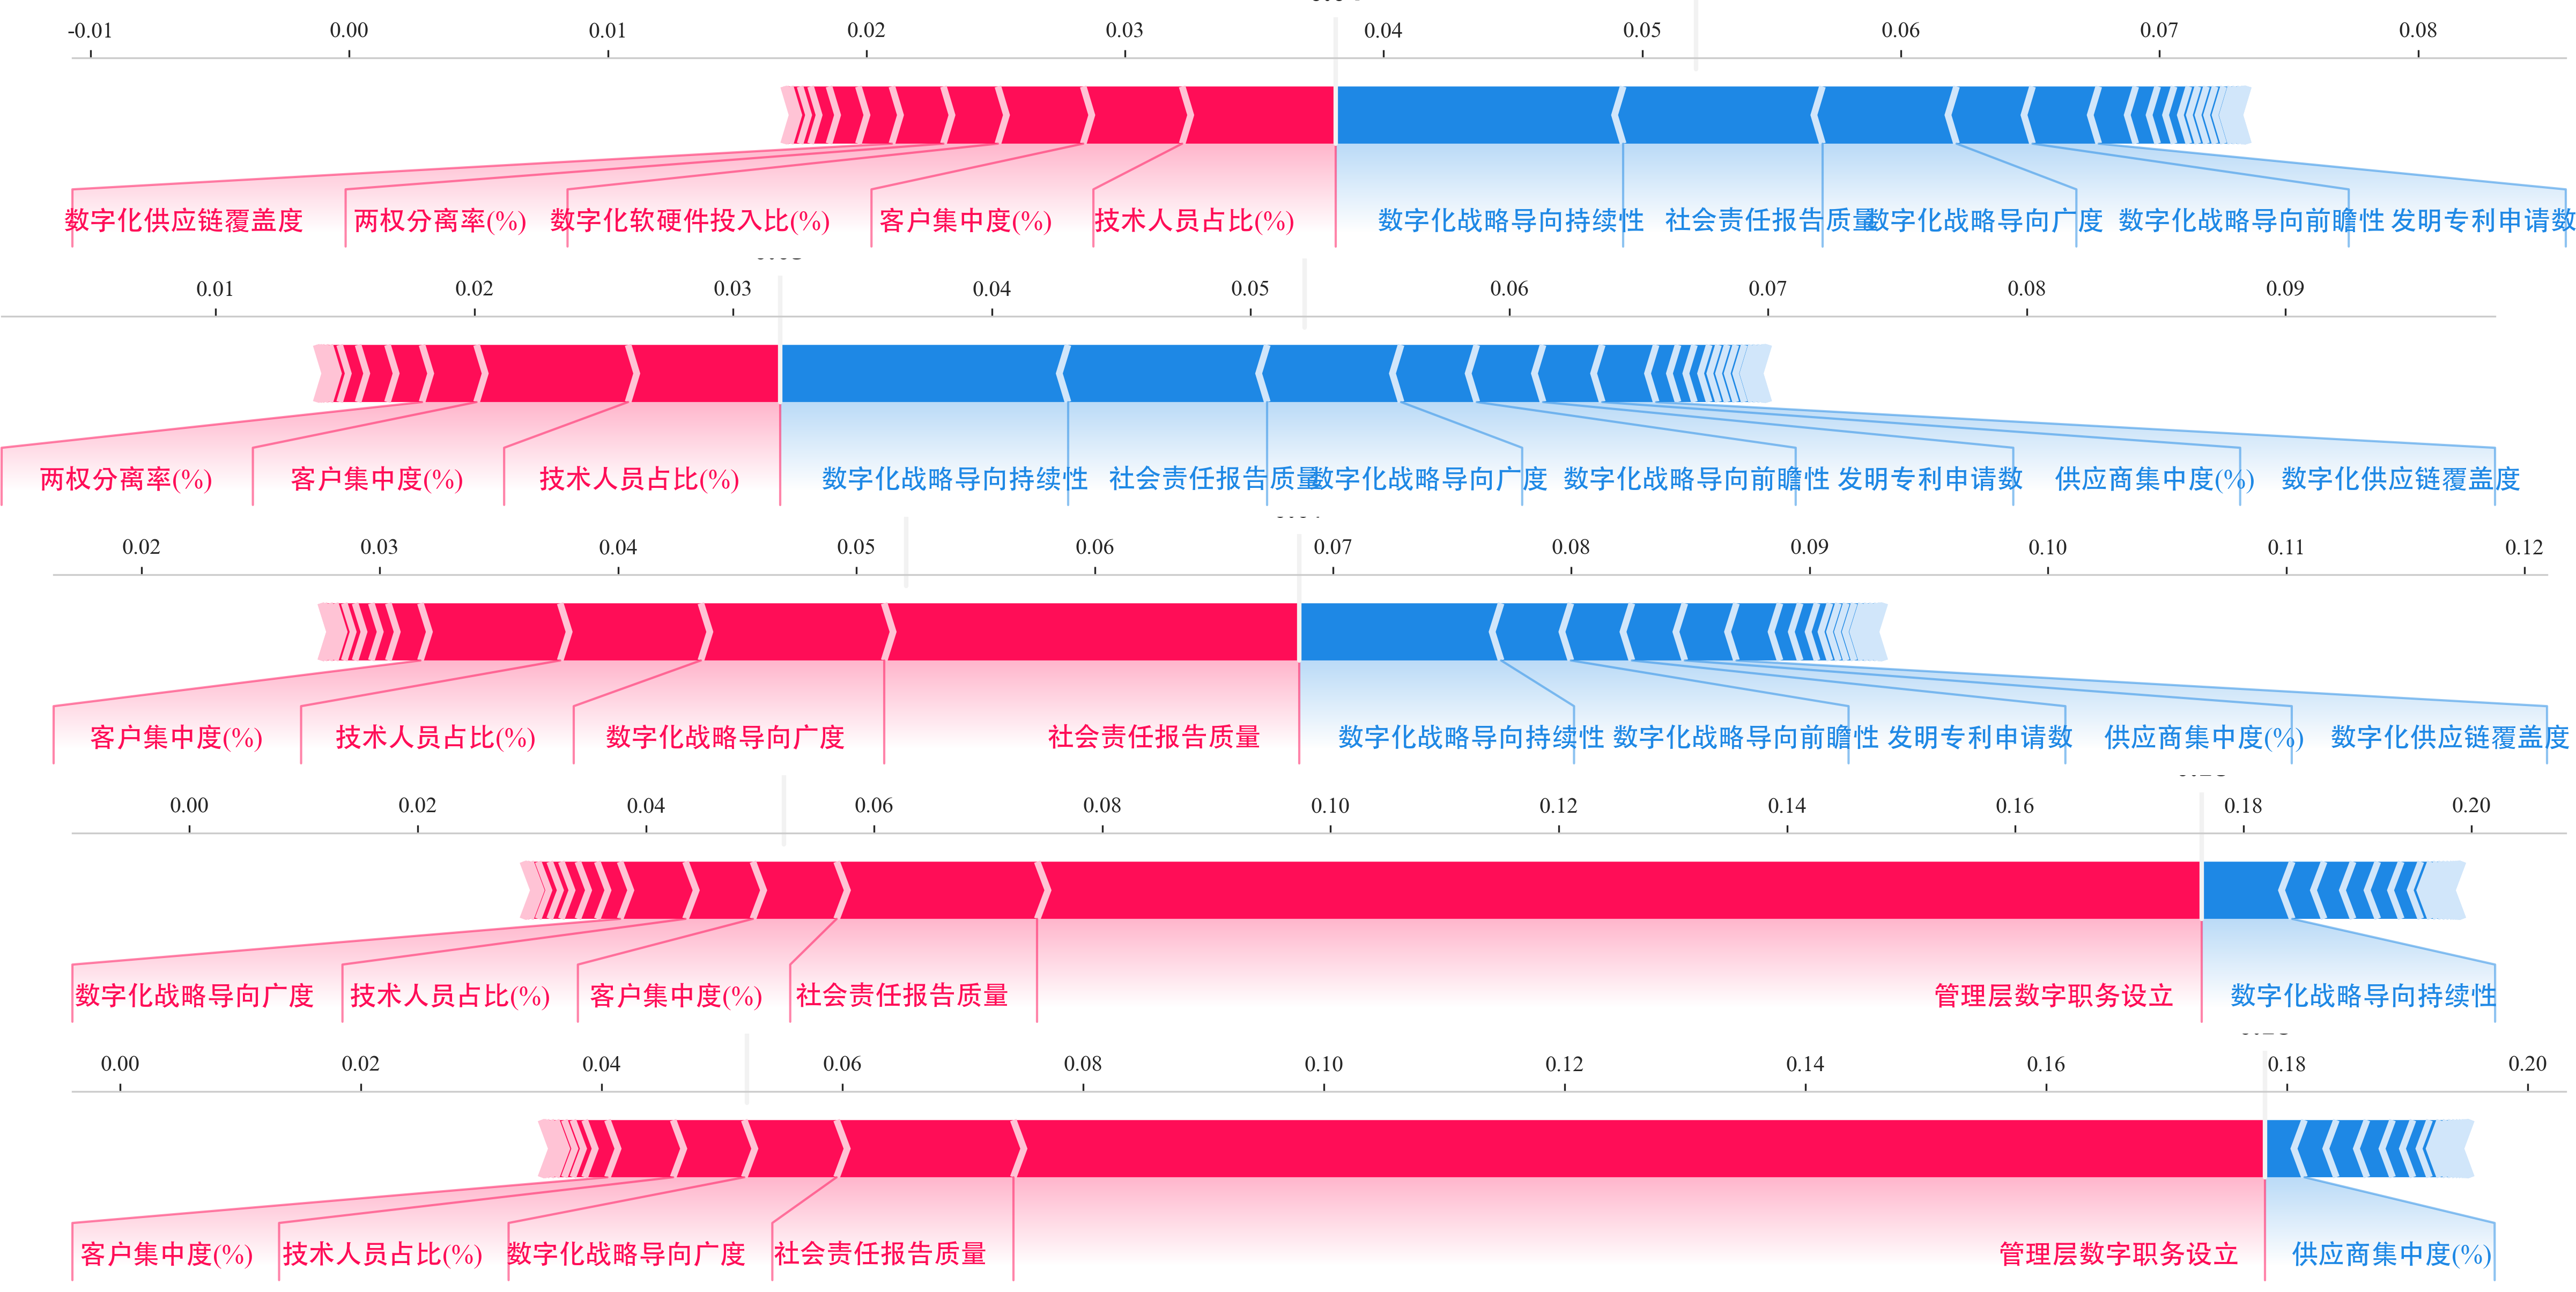 -0.01 0.00 0.01 0.02 0.03 0.04 0.05 0.06 0.07 0.08
数字化供应链覆盖度 两权分离率(%) 数字化软硬件投入比(%) 客户集中度(%) 技术人员占比(%) 数字化战略导向持续性 社会责任报告质量 数字化战略导向广度 数字化战略导向前瞻性 发明专利申请数
0.01 0.02 0.03 0.04 0.05 0.06 0.07 0.08 0.09
两权分离率(%) 客户集中度(%) 技术人员占比(%) 数字化战略导向持续性 社会责任报告质量 数字化战略导向广度 数字化战略导向前瞻性 发明专利申请数 供应商集中度(%) 数字化供应链覆盖度
0.02 0.03 0.04 0.05 0.06 0.07 0.08 0.09 0.10 0.11 0.12
客户集中度(%) 技术人员占比(%) 数字化战略导向广度 社会责任报告质量 数字化战略导向持续性 数字化战略导向前瞻性 发明专利申请数 供应商集中度(%) 数字化供应链覆盖度
0.00 0.02 0.04 0.06 0.08 0.10 0.12 0.14 0.16 0.18 0.20
数字化战略导向广度 技术人员占比(%) 客户集中度(%) 社会责任报告质量 管理层数字职务设立 数字化战略导向持续性
0.00 0.02 0.04 0.06 0.08 0.10 0.12 0.14 0.16 0.18 0.20
客户集中度(%) 技术人员占比(%) 数字化战略导向广度 社会责任报告质量 管理层数字职务设立 供应商集中度(%)